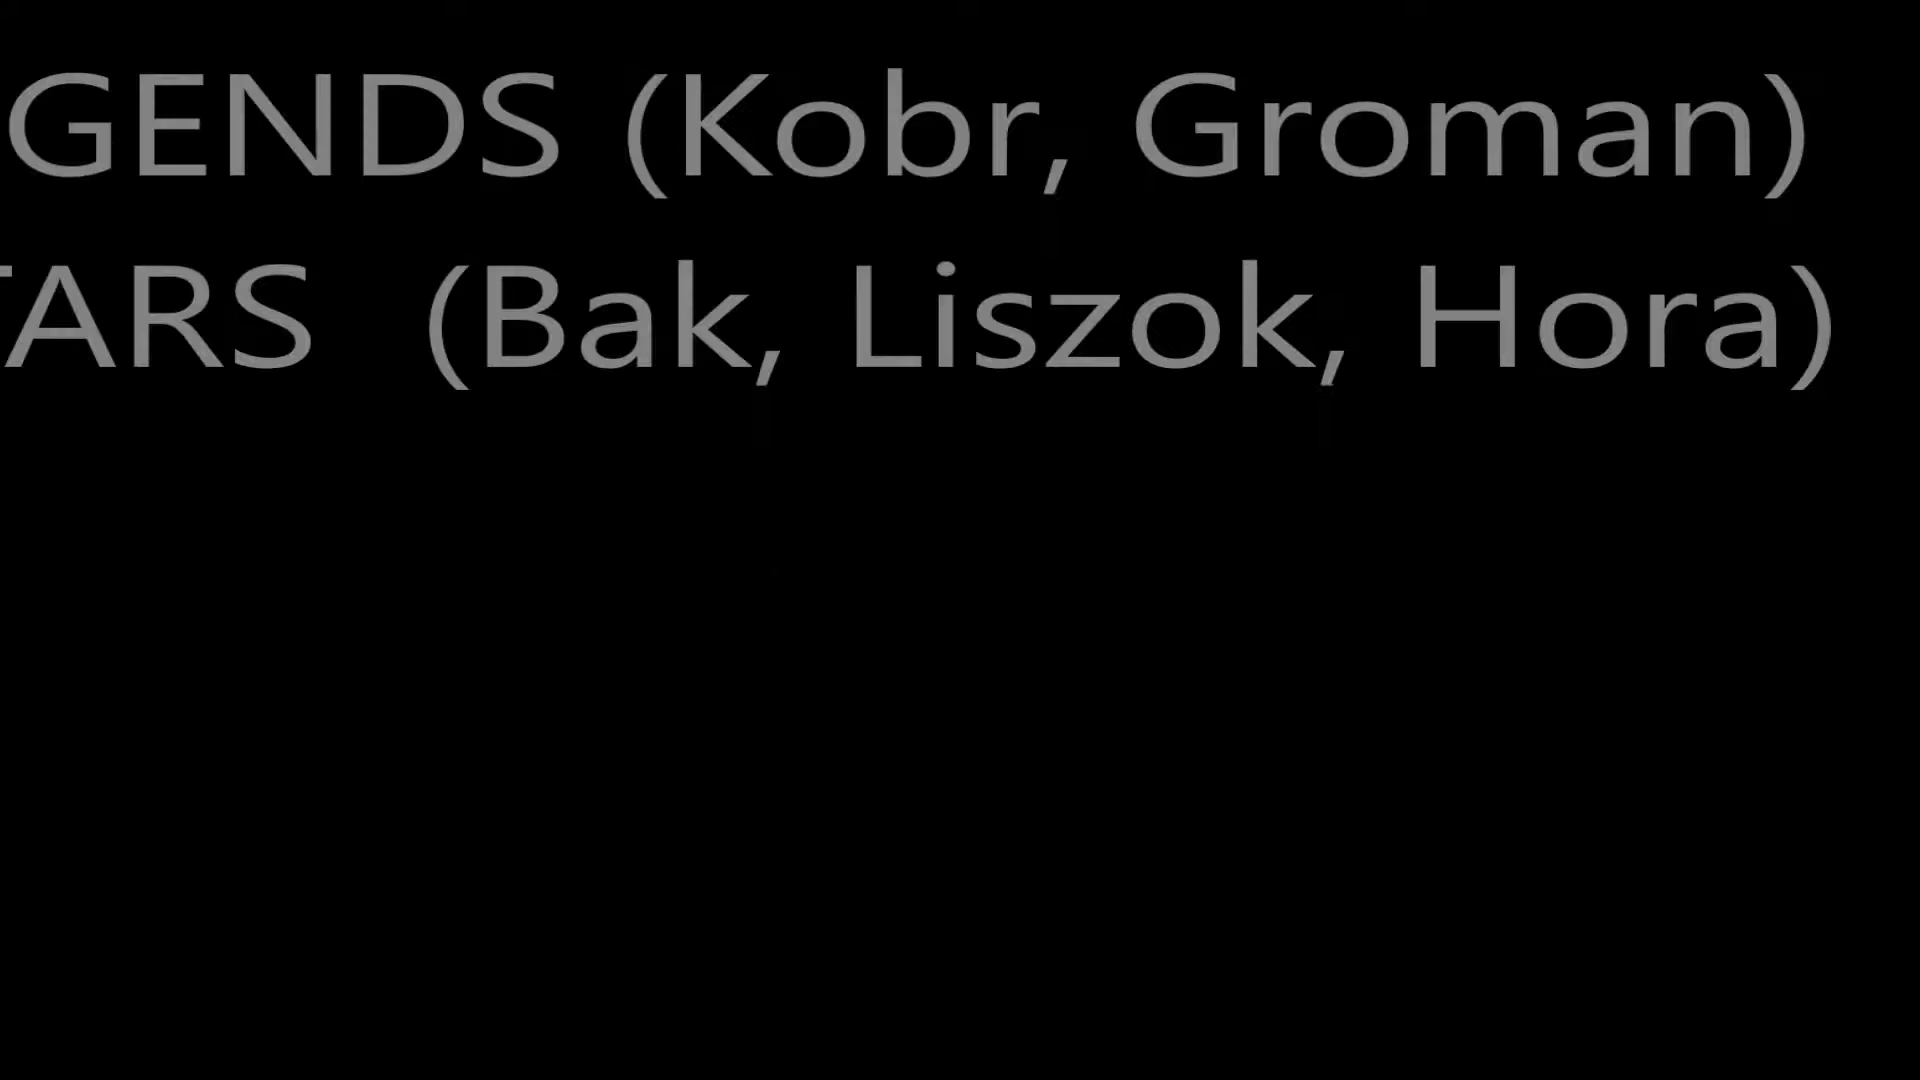 GENDS (Kobr, Groman)
TARS (Bak, Liszok, Hora)